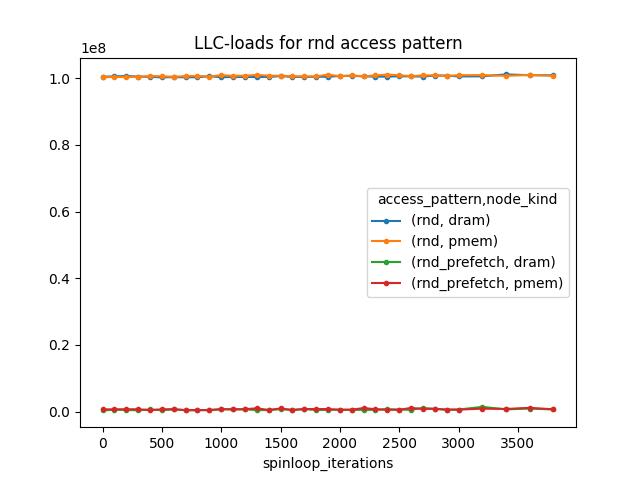 LLC-loads for rnd access pattern
1e8
1.0
0.8
0.6
0.4
0.2
0.0
access_pattern,node_kind
(rnd, dram)
(rnd, pmem)
(rnd_prefetch, dram)
(rnd_prefetch, pmem)
0 500 1000 1500 2000 2500 3000 3500
spinloop_iterations